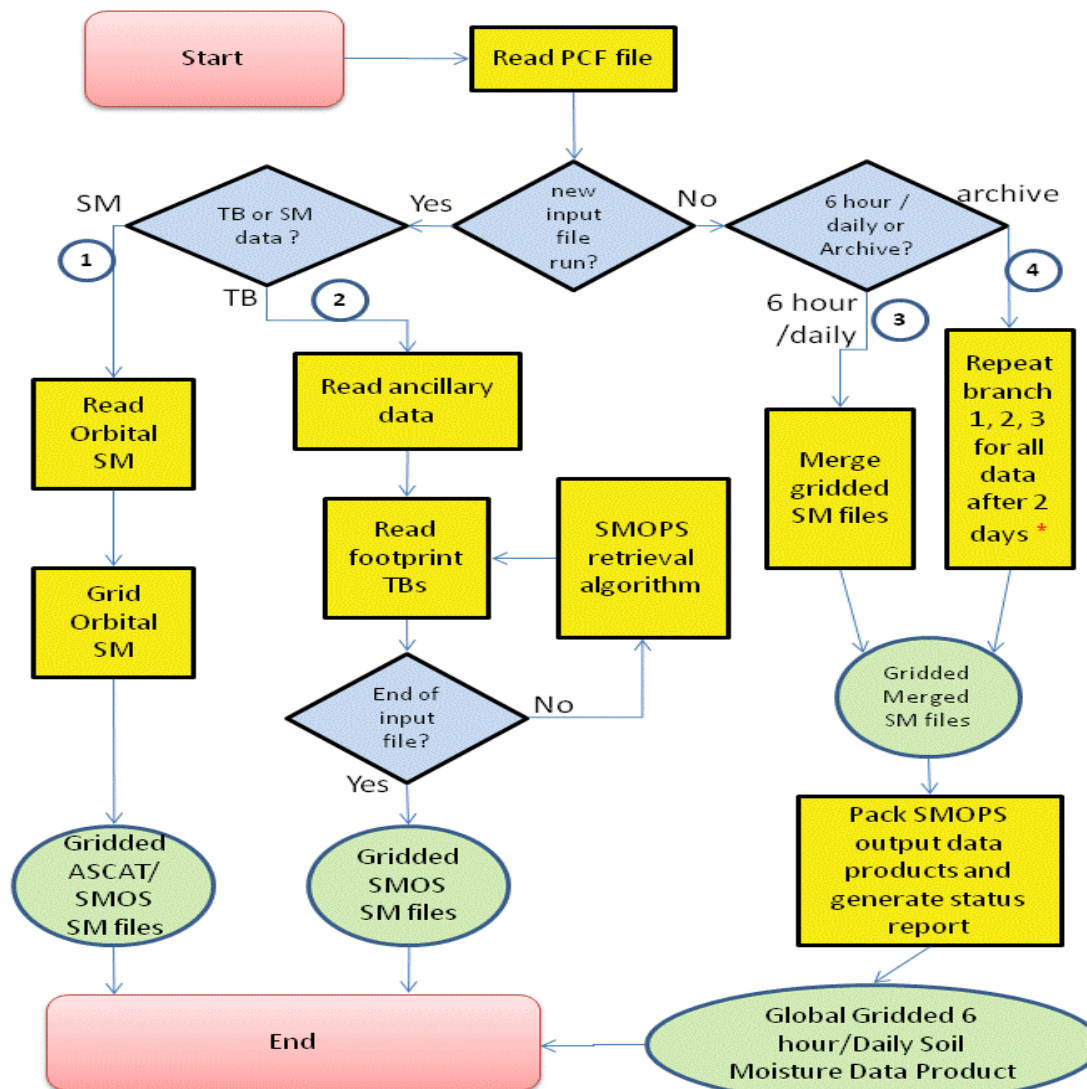 Start
Read PCF file
SM
TB or SM
data ?
Yes
new
input
file
run?
No
6 hour /
daily or
Archive?
archive
1
TB
2
6 hour
/daily
3
4
Read
Orbital
SM
Read ancillary
data
Merge
gridded
SM files
Repeat
branch
1, 2, 3
for all
data
after 2
days *
Read
footprint
TBs
SMOPS
retrieval
algorithm
Grid
Orbital
SM
End of
input
file?
No
Yes
Gridded
Merged
SM files
Gridded
ASCAT/
SMOS
SM files
Gridded
SMOS
SM files
Pack SMOPS
output data
products and
generate status
report
End
Global Gridded 6
hour/Daily Soil
Moisture Data Product